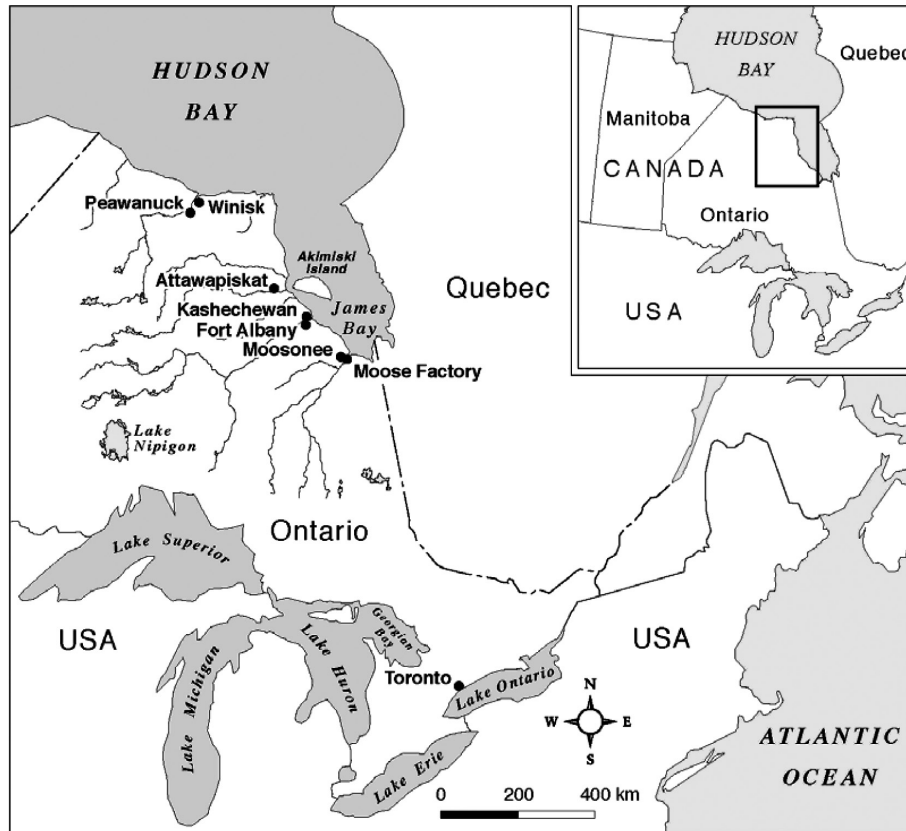 HUDSON
BAY
Peawanuck
Winisk
Akimiski
Island
Attawapiskat
Kashechewan
Fort Albany
James
Bay
Moosonee
Moose Factory
Quebec
Lake
Nipigon
Ontario
Lake Superior
USA
Lake Michigan
Lake Huron
Georgian
Bay
Toronto
Lake Ontario
Lake Erie
USA
N
W E
S
0 200 400 km
ATLANTIC
OCEAN
HUDSON
BAY
Quebec
Manitoba
CANADA
Ontario
USA